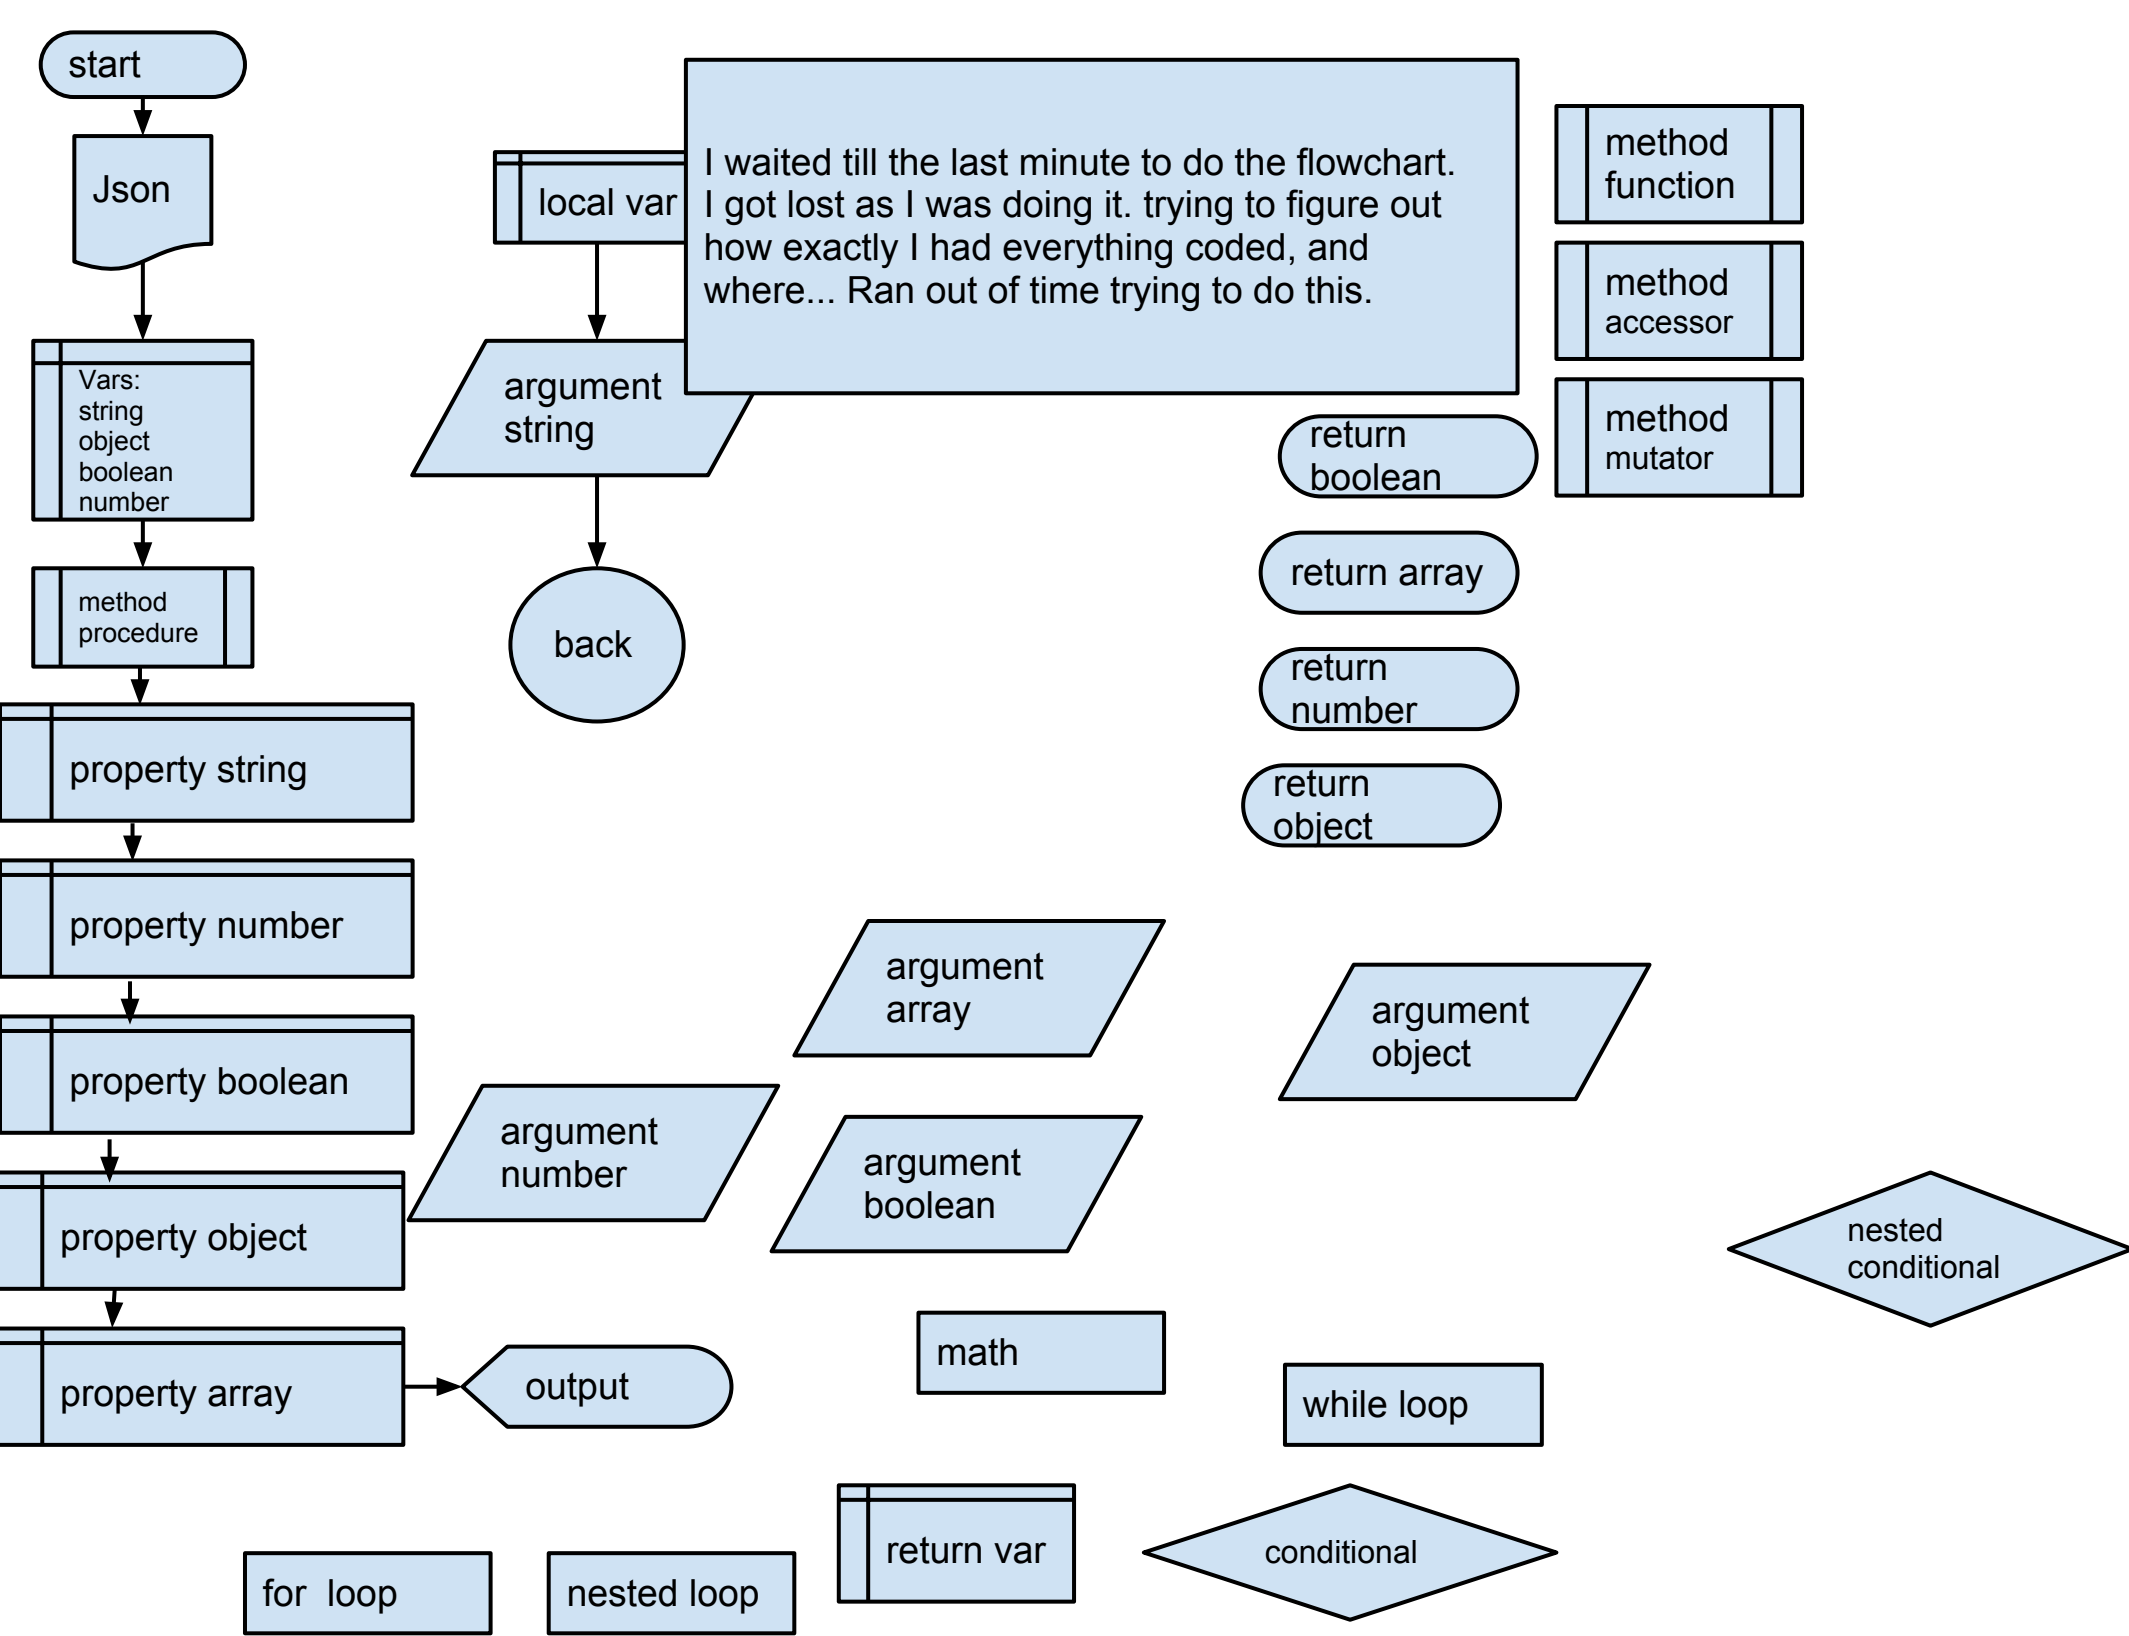 start
Json
Vars:
string
object
boolean
number
method
procedure
property string
property number
property boolean
property object
property array
output
local var
argument
string
back
I waited till the last minute to do the flowchart.
I got lost as I was doing it. trying to figure out
how exactly I had everything coded, and
where... Ran out of time trying to do this.
method
function
method
accessor
method
mutator
return
boolean
return array
return
number
return
object
argument
array
argument
object
argument
number
argument
boolean
nested
conditional
math
while loop
return var
conditional
for  loop
nested loop